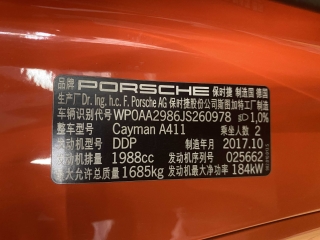 品牌 PORSCHE 保时捷 制造国 德国
生产厂 Dr. Ing. h.c. F. Porsche AG 保时捷股份公司斯图加特工厂制造
车辆识别代号 WP0AA2986JS260978 1,0%
整车型号 Cayman A411 乘坐人数 2
发动机型号 DDP 制造年月 2017.10
发动机排量 1988cc 发动机序列号 025662
最大允许总质量 1685kg 发动机最大净功率 184kW